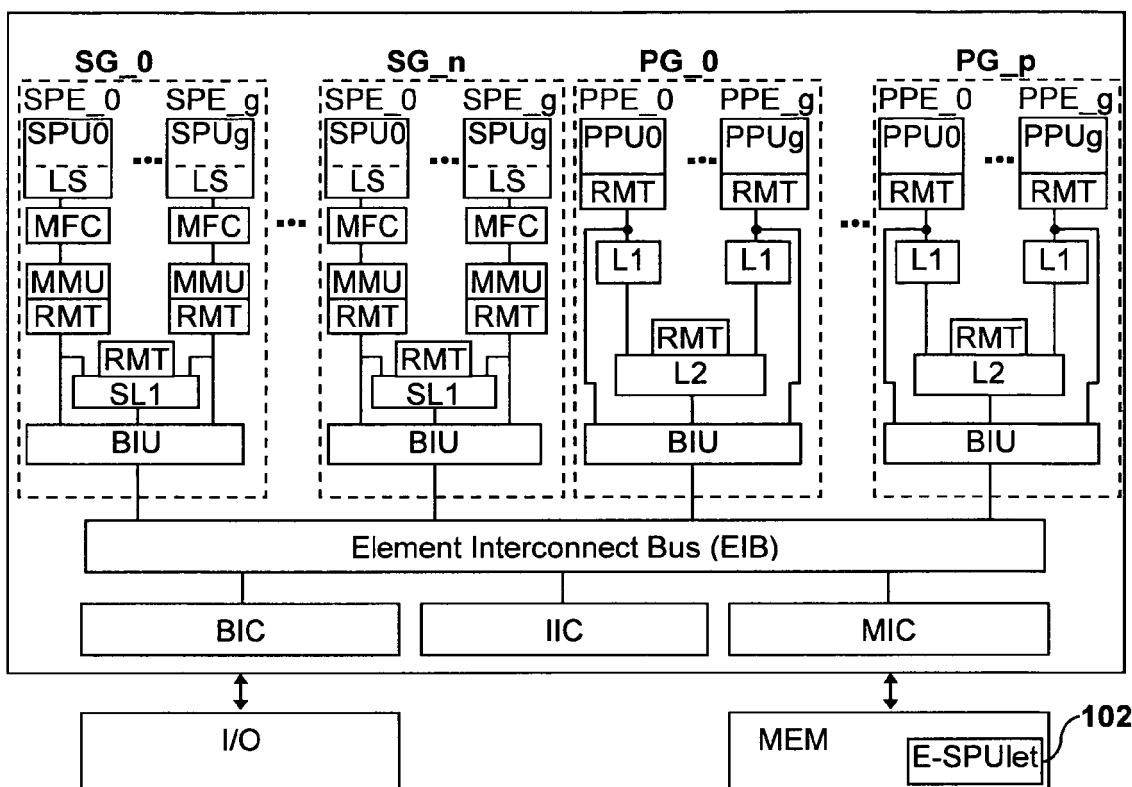 SG_0 SG_n PG_0 PG_p
SPE_0 SPE_g SPE_0 SPE_g PPE_0 PPE_g PPE_0 PPE_g
SPU0 SPUg SPU0 SPUg PPU0 PPUg PPU0 PPUg
LS LS LS LS RMT RMT RMT RMT
MFC MFC MFC MFC
L1 L1 L1 L1
MMU MMU MMU MMU
RMT RMT RMT RMT
RMT RMT RMT RMT
SL1 SL1 L2 L2
BIU BIU BIU BIU
Element Interconnect Bus (EIB)
BIC IIC MIC
I/O MEM 102
E-SPUlet